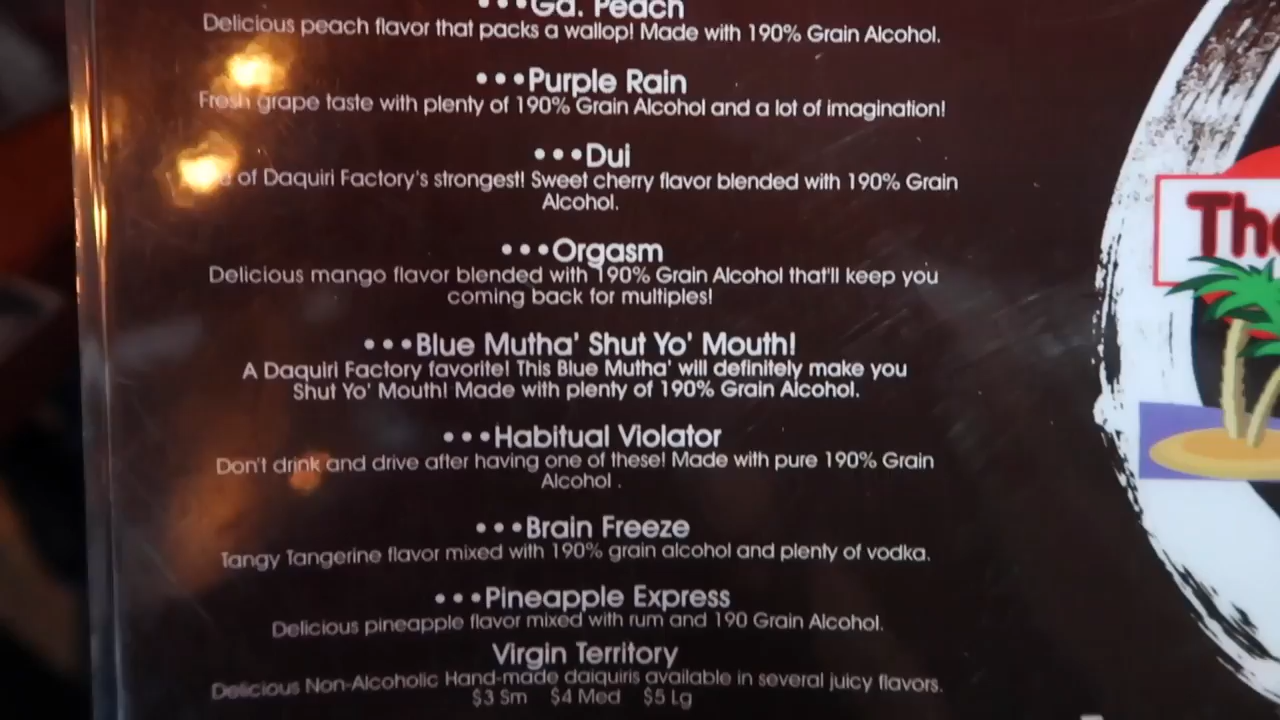 •••Ga. Peach
Delicious peach flavor that packs a wallop! Made with 190% Grain Alcohol.
•••Purple Rain
Fresh grape taste with plenty of 190% Grain Alcohol and a lot of imagination!
•••Dui
of Daquiri Factory's strongest! Sweet cherry flavor blended with 190% Grain
Alcohol.
•••Orgasm
Delicious mango flavor blended with 190% Grain Alcohol that'll keep you
coming back for multiples!
•••Blue Mutha' Shut Yo' Mouth!
A Daquiri Factory favorite! This Blue Mutha' will definitely make you
Shut Yo' Mouth! Made with plenty of 190% Grain Alcohol.
•••Habitual Violator
Don't drink and drive after having one of these! Made with pure 190% Grain
Alcohol .
•••Brain Freeze
Tangy Tangerine flavor mixed with 190% grain alcohol and plenty of vodka.
•••Pineapple Express
Delicious pineapple flavor mixed with rum and 190 Grain Alcohol.
Virgin Territory
Delicious Non-Alcoholic Hand-made daiquiris available in several juicy flavors.
$3 Sm $4 Med $5 Lg
The